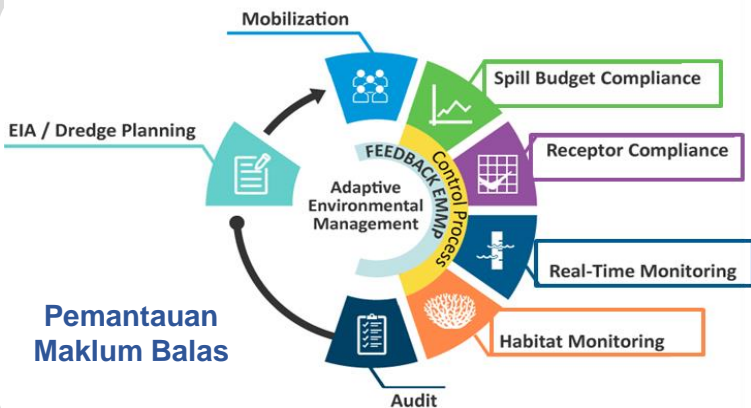 Mobilization
Spill Budget Compliance
EIA / Dredge Planning
Receptor Compliance
FEEDBACK EMMP
Control Process
Adaptive
Environmental
Management
Real-Time Monitoring
Pemantauan
Maklum Balas
Habitat Monitoring
Audit